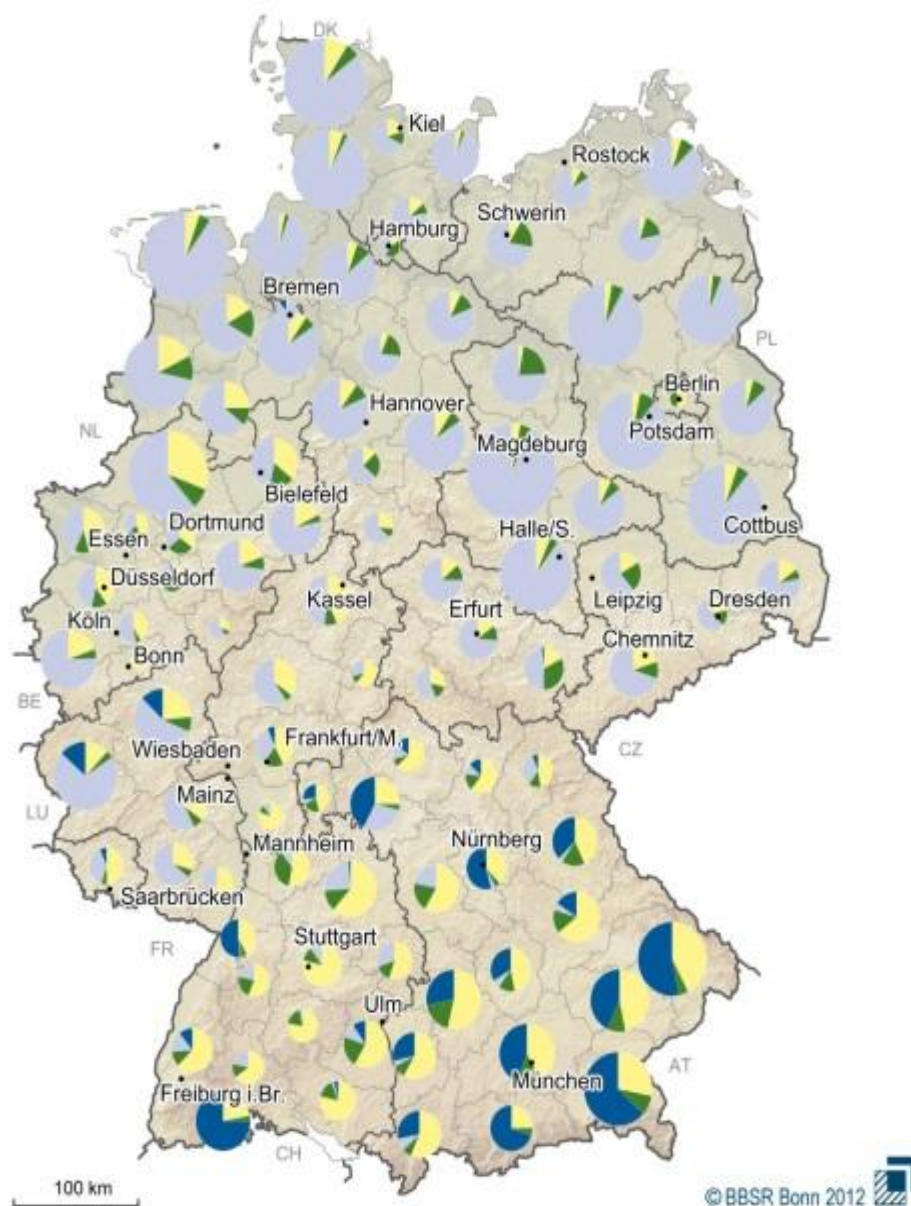 DK
Kiel
Rostock
Schwerin
Hamburg
Bremen
PL
Berlin
Hannover
Potsdam
NL
Magdeburg
Bielefeld
Cottbus
Dortmund
Halle/S.
Essen
Düsseldorf
Kassel
Leipzig
Dresden
Erfurt
Köln
Chemnitz
Bonn
BE
Frankfurt/M.
Wiesbaden
CZ
Mainz
LU
Nürnberg
Mannheim
Saarbrücken
FR
Stuttgart
Ulm
AT
München
Freiburg i.Br.
CH
100 km
© BBSR Bonn 2012